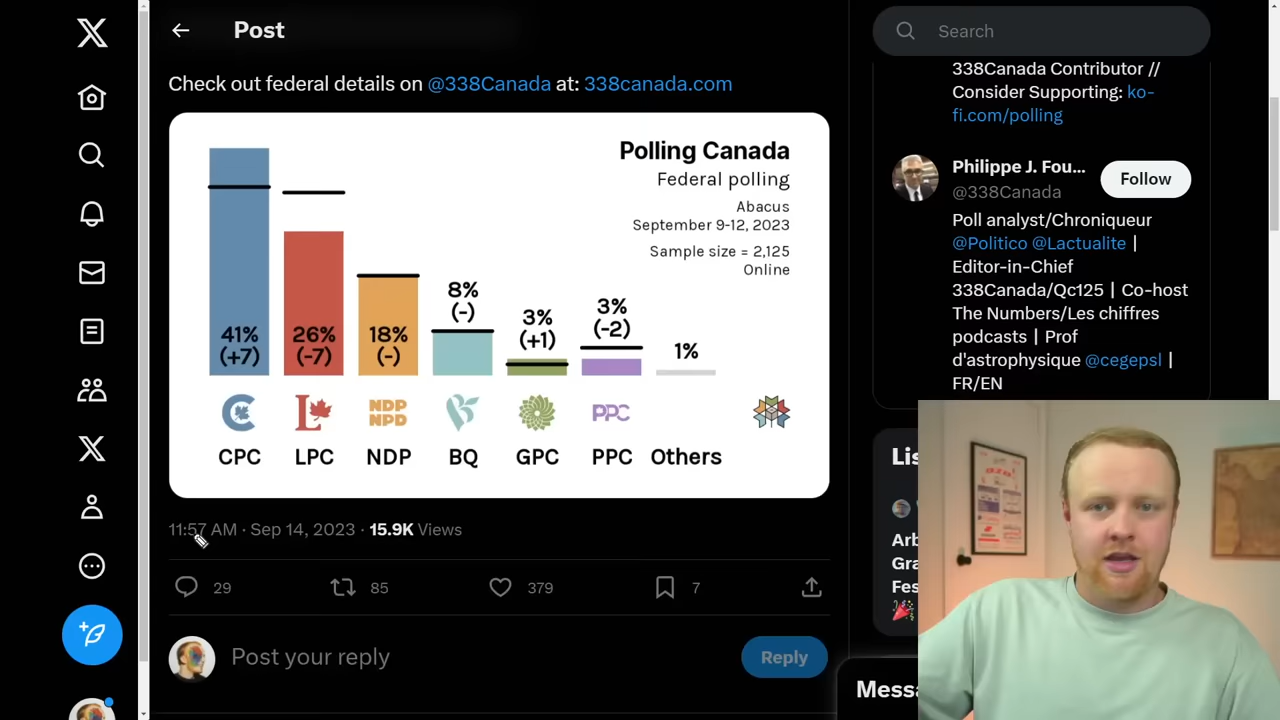 Post
Check out federal details on @338Canada at: 338canada.com
Polling Canada
Federal polling
Abacus
September 9-12, 2023
Sample size = 2,125
Online
41%
(+7)
26%
(-7)
18%
(-)
8%
(-)
3%
(+1)
3%
(-2)
1%
NDP
NPD
PPC
CPC
LPC
NDP
BQ
GPC
PPC
Others
11:57 AM · Sep 14, 2023 · 15.9K Views
29
85
379
7
Post your reply
Reply
Search
338Canada Contributor //
Consider Supporting: ko-
fi.com/polling
Philippe J. Fou...
@338Canada
Follow
Poll analyst/Chroniqueur
@Politico @Lactualite |
Editor-in-Chief
338Canada/Qc125 | Co-host
The Numbers/Les chiffres
podcasts | Prof
d'astrophysique @cegepsl |
FR/EN
Lis
Arb
Gra
Fes
Messa